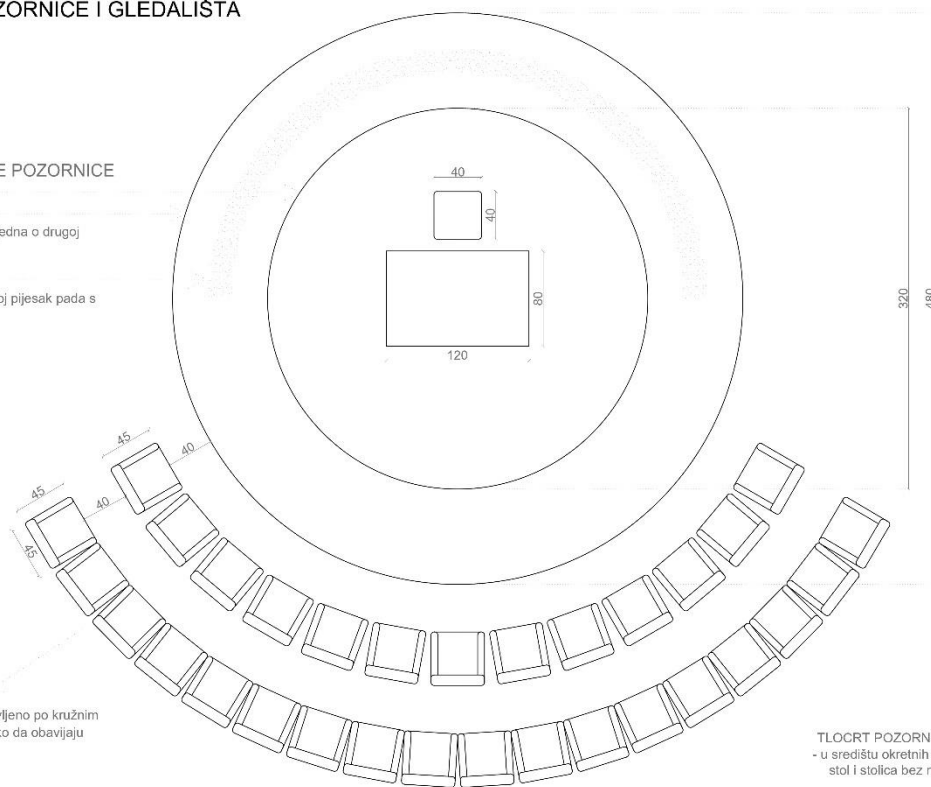 ZORNICE I GLEDALIŠTA
E POZORNICE
edna o drugoj
oj pijesak pada s
40
40
80
120
320
480
45
40
45
40
45
vljeno po kružnim
ko da obavijaju
TLOCRT POZORN
- u središtu okretnih
stol i stolica bez